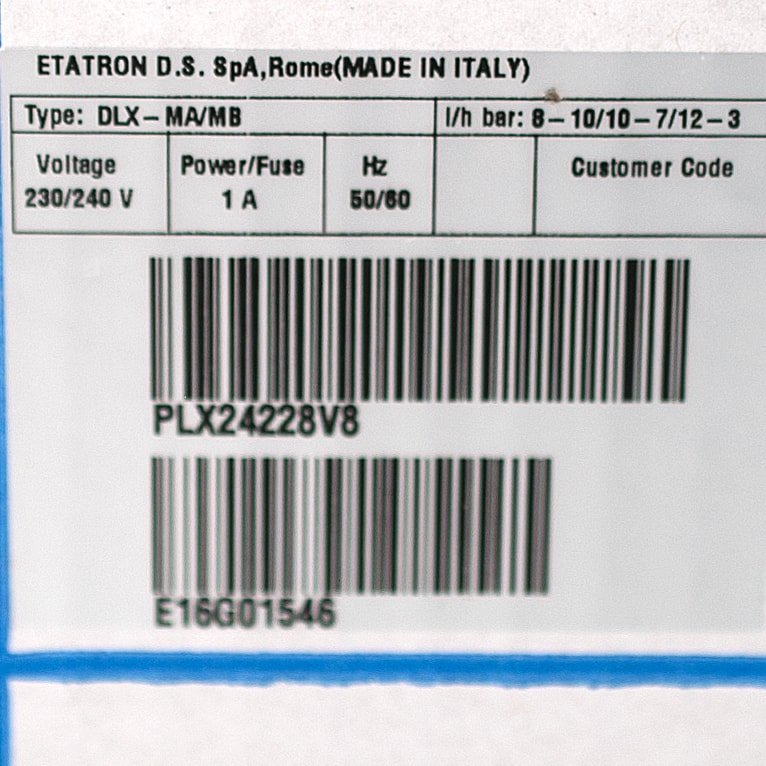 ETATRON D.S. SpA,Rome(MADE IN ITALY)
Type: DLX-MA/MB l/h bar: 8-10/10-7/12-3
Voltage Power/Fuse Hz Customer Code
230/240 V 1 A 50/60
PLX24228V8
E16G01546